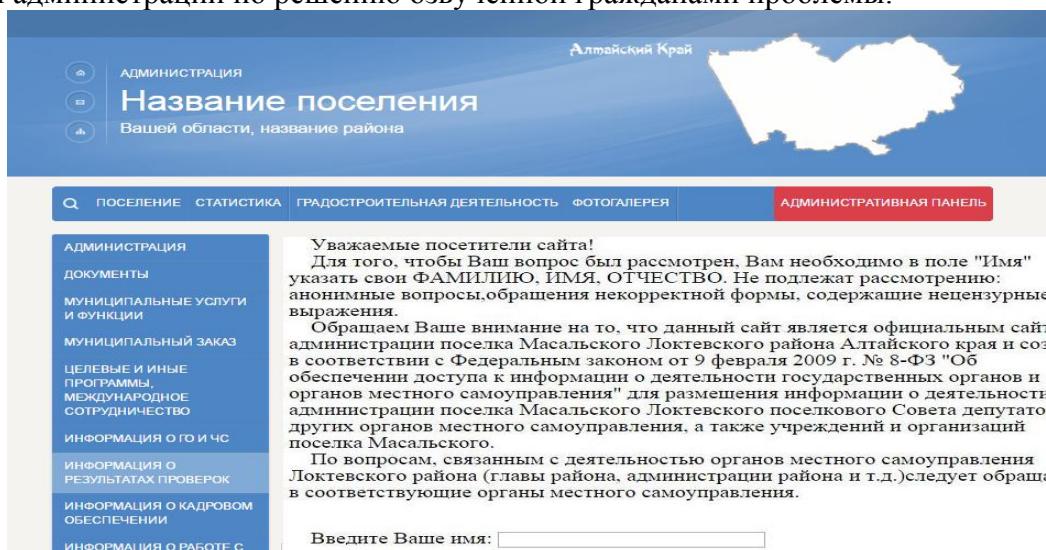 администрации по решению озвученной гражданами проблемы.
Алтайский Край
АДМИНИСТРАЦИЯ
Название поселения
Вашей области, название района
ПОСЕЛЕНИЕ СТАТИСТИКА ГРАДОСТРОИТЕЛЬНАЯ ДЕЯТЕЛЬНОСТЬ ФОТОГАЛЕРЕЯ АДМИНИСТРАТИВНАЯ ПАНЕЛЬ
АДМИНИСТРАЦИЯ
ДОКУМЕНТЫ
МУНИЦИПАЛЬНЫЕ УСЛУГИ
И ФУНКЦИИ
МУНИЦИПАЛЬНЫЙ ЗАКАЗ
ЦЕЛЕВЫЕ И ИНЫЕ
ПРОГРАММЫ,
МЕЖДУНАРОДНОЕ
СОТРУДНИЧЕСТВО
ИНФОРМАЦИЯ О ГО И ЧС
ИНФОРМАЦИЯ О
РЕЗУЛЬТАТАХ ПРОВЕРОК
ИНФОРМАЦИЯ О КАДРОВОМ
ОБЕСПЕЧЕНИИ
ИНФОРМАЦИЯ О РАБОТЕ С
Уважаемые посетители сайта!
Для того, чтобы Ваш вопрос был рассмотрен, Вам необходимо в поле "Имя"
указать свои ФАМИЛИЮ, ИМЯ, ОТЧЕСТВО. Не подлежат рассмотрению:
анонимные вопросы,обращения некорректной формы, содержащие нецензурные
выражения.
Обращаем Ваше внимание на то, что данный сайт является официальным сайт
администрации поселка Масальского Локтевского района Алтайского края и соз
в соответствии с Федеральным законом от 9 февраля 2009 г. № 8-ФЗ "Об
обеспечении доступа к информации о деятельности государственных органов и
органов местного самоуправления" для размещения информации о деятельности
администрации поселка Масальского Локтевского поселкового Совета депутато
других органов местного самоуправления, а также учреждений и организаций
поселка Масальского.
По вопросам, связанным с деятельностью органов местного самоуправления
Локтевского района (главы района, администрации района и т.д.)следует обраща
в соответствующие органы местного самоуправления.
Введите Ваше имя: